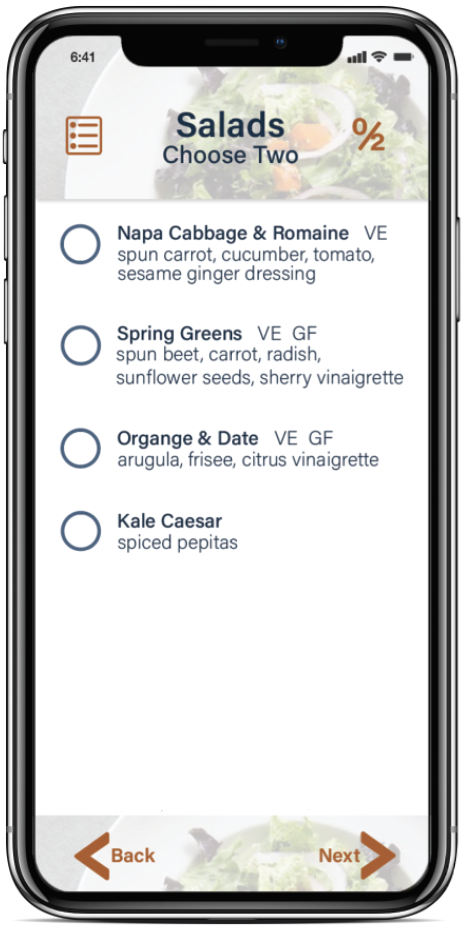 6:41
Salads
Choose Two
0/2
Napa Cabbage & Romaine VE
spun carrot, cucumber, tomato,
sesame ginger dressing
Spring Greens VE GF
spun beet, carrot, radish,
sunflower seeds, sherry vinaigrette
Organge & Date VE GF
arugula, frisee, citrus vinaigrette
Kale Caesar
spiced pepitas
Back
Next